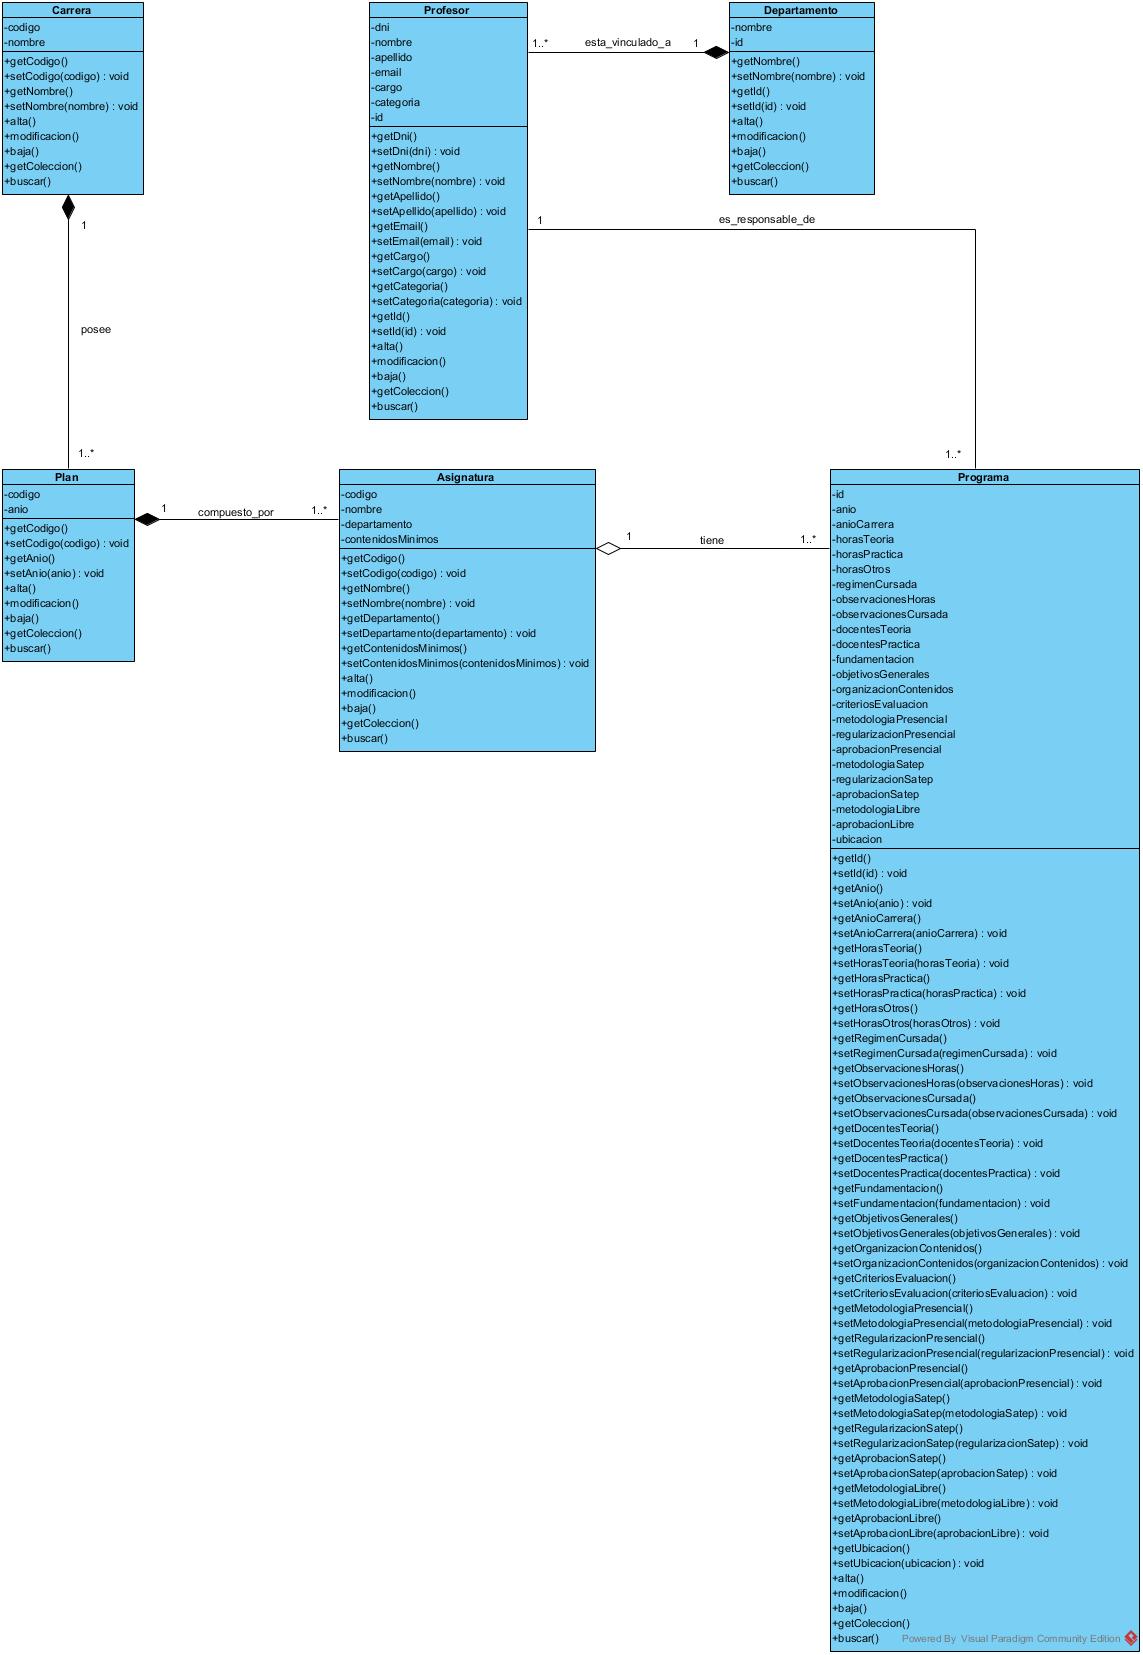 Carrera
-codigo
-nombre
+getCodigo()
+setCodigo(codigo) : void
+getNombre()
+setNombre(nombre) : void
+alta()
+modificacion()
+baja()
+getColeccion()
+buscar()
1
posee
1..*
Profesor
-dni
-nombre
-apellido
-email
-cargo
-categoria
-id
+getDni()
+setDni(dni) : void
+getNombre()
+setNombre(nombre) : void
+getApellido()
+setApellido(apellido) : void
+getEmail()
+setEmail(email) : void
+getCargo()
+setCargo(cargo) : void
+getCategoria()
+setCategoria(categoria) : void
+getId()
+setId(id) : void
+alta()
+modificacion()
+baja()
+getColeccion()
+buscar()
1..* esta_vinculado_a 1
Departamento
-nombre
-id
+getNombre()
+setNombre(nombre) : void
+getId()
+setId(id) : void
+alta()
+modificacion()
+baja()
+getColeccion()
+buscar()
1 es_responsable_de
1..*
Plan
-codigo
-anio
+getCodigo()
+setCodigo(codigo) : void
+getAnio()
+setAnio(anio) : void
+alta()
+modificacion()
+baja()
+getColeccion()
+buscar()
1 compuesto_por 1..*
Asignatura
-codigo
-nombre
-departamento
-contenidosMinimos
+getCodigo()
+setCodigo(codigo) : void
+getNombre()
+setNombre(nombre) : void
+getDepartamento()
+setDepartamento(departamento) : void
+getContenidosMinimos()
+setContenidosMinimos(contenidosMinimos) : void
+alta()
+modificacion()
+baja()
+getColeccion()
+buscar()
1 tiene 1..*
Programa
-id
-anio
-anioCarrera
-horasTeoria
-horasPractica
-horasOtros
-regimenCursada
-observacionesHoras
-observacionesCursada
-docentesTeoria
-docentesPractica
-fundamentacion
-objetivosGenerales
-organizacionContenidos
-criteriosEvaluacion
-metodologiaPresencial
-regularizacionPresencial
-aprobacionPresencial
-metodologiaSatep
-regularizacionSatep
-aprobacionSatep
-metodologiaLibre
-aprobacionLibre
-ubicacion
+getId()
+setId(id) : void
+getAnio()
+setAnio(anio) : void
+getAnioCarrera()
+setAnioCarrera(anioCarrera) : void
+getHorasTeoria()
+setHorasTeoria(horasTeoria) : void
+getHorasPractica()
+setHorasPractica(horasPractica) : void
+getHorasOtros()
+setHorasOtros(horasOtros) : void
+getRegimenCursada()
+setRegimenCursada(regimenCursada) : void
+getObservacionesHoras()
+setObservacionesHoras(observacionesHoras) : void
+getObservacionesCursada()
+setObservacionesCursada(observacionesCursada) : void
+getDocentesTeoria()
+setDocentesTeoria(docentesTeoria) : void
+getDocentesPractica()
+setDocentesPractica(docentesPractica) : void
+getFundamentacion()
+setFundamentacion(fundamentacion) : void
+getObjetivosGenerales()
+setObjetivosGenerales(objetivosGenerales) : void
+getOrganizacionContenidos()
+setOrganizacionContenidos(organizacionContenidos) : void
+getCriteriosEvaluacion()
+setCriteriosEvaluacion(criteriosEvaluacion) : void
+getMetodologiaPresencial()
+setMetodologiaPresencial(metodologiaPresencial) : void
+getRegularizacionPresencial()
+setRegularizacionPresencial(regularizacionPresencial) : void
+getAprobacionPresencial()
+setAprobacionPresencial(aprobacionPresencial) : void
+getMetodologiaSatep()
+setMetodologiaSatep(metodologiaSatep) : void
+getRegularizacionSatep()
+setRegularizacionSatep(regularizacionSatep) : void
+getAprobacionSatep()
+setAprobacionSatep(aprobacionSatep) : void
+getMetodologiaLibre()
+setMetodologiaLibre(metodologiaLibre) : void
+getAprobacionLibre()
+setAprobacionLibre(aprobacionLibre) : void
+getUbicacion()
+setUbicacion(ubicacion) : void
+alta()
+modificacion()
+baja()
+getColeccion()
+buscar()
Powered By Visual Paradigm Community Edition